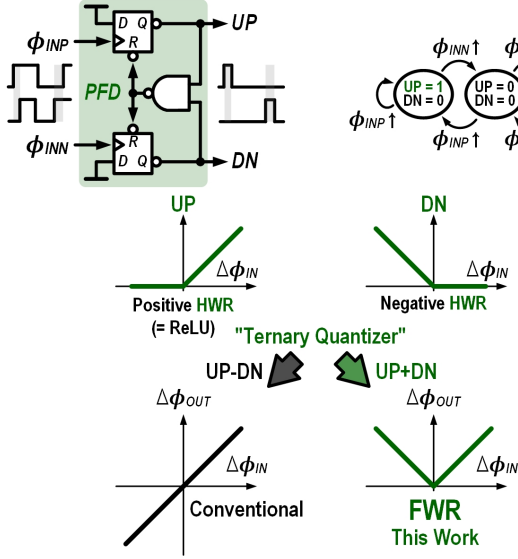 D Q
UP
ϕINP
R
PFD
ϕINN
R
D Q
DN
ϕINN↑
UP = 1
DN = 0
UP = 0
DN = 0
ϕINP↑
ϕINP↑
UP
DN
ΔϕIN
ΔϕIN
Positive HWR
(= ReLU)
Negative HWR
"Ternary Quantizer"
UP-DN
UP+DN
ΔϕOUT
ΔϕOUT
ΔϕIN
ΔϕIN
Conventional
FWR
This Work